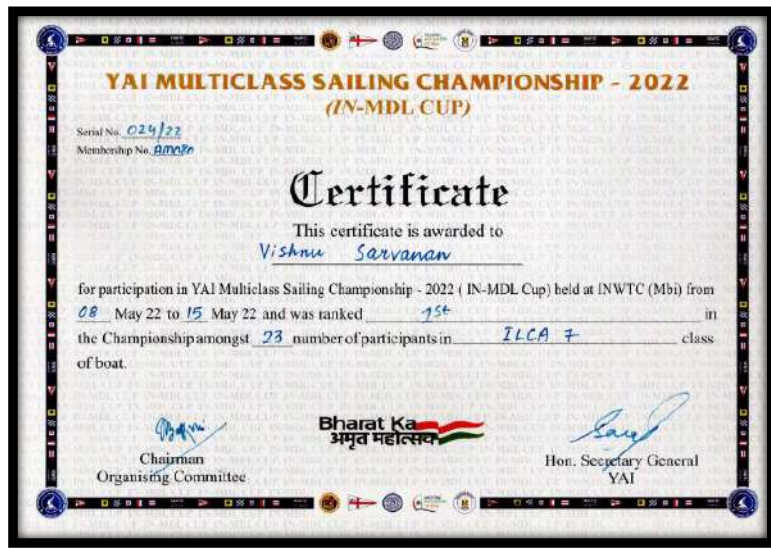 YAI MULTICLASS SAILING CHAMPIONSHIP - 2022
(IN-MDL CUP)
Serial No. 024/22
Membership No.
Certificate
This certificate is awarded to
Vishnu Sarvanan
for participation in YAI Multiclass Sailing Championship - 2022 ( IN-MDL Cup) held at INWTC (Mbi) from
08 May 22 to 15 May 22 and was ranked 1st in
the Championship amongst 23 number of participants in ILCA 7 class
of boat.
Bharat Ka
अमृत महोत्सव
Chairman
Organising Committee
Hon. Secretary General
YAI